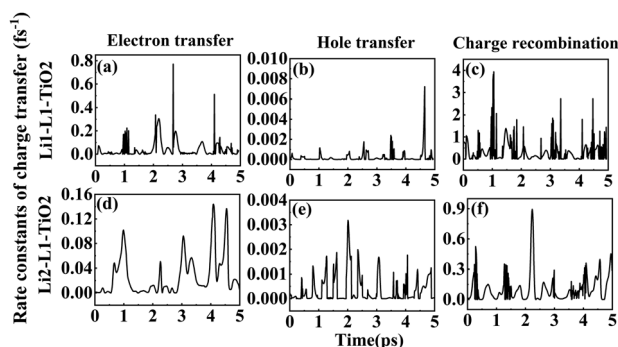 Electron transfer
Hole transfer
Charge recombination
Rate constants of charge transfer (fs⁻¹)
Li1-L1-TiO2
0.8
0.6
0.4
0.2
0.0
(a)
0 1 2 3 4 5
0.010
0.008
0.006
0.004
0.002
0.000
(b)
0 1 2 3 4 5
4
3
2
1
0
(c)
0 1 2 3 4 5
Li2-L1-TiO2
0.16
0.12
0.08
0.04
0.00
(d)
0 1 2 3 4 5
0.004
0.003
0.002
0.001
0.000
(e)
0 1 2 3 4 5
0.9
0.6
0.3
0.0
(f)
0 1 2 3 4 5
Time(ps)